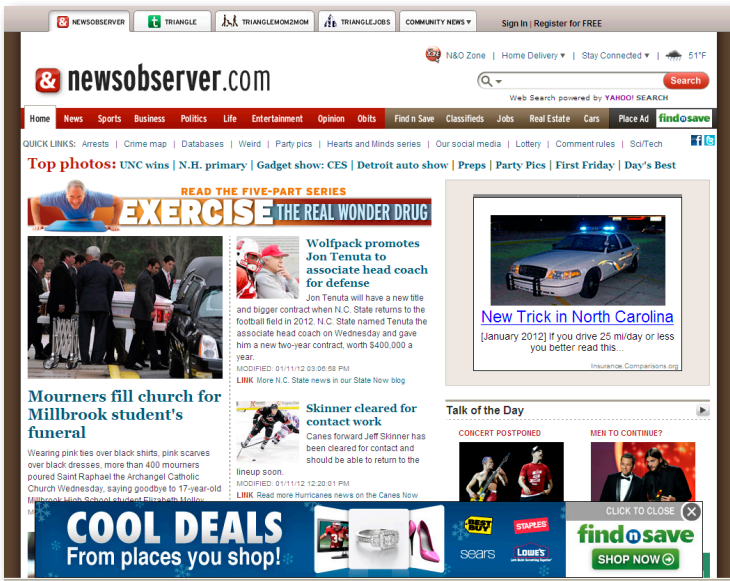 & NEWSOBSERVER
t TRIANGLE
TRIANGLEMOM2MOM
TRIANGLEJOBS
COMMUNITY NEWS ▾
Sign In | Register for FREE
N&O Zone | Home Delivery ▾ | Stay Connected ▾ | 51°F
& newsobserver.com
Search
Web Search powered by YAHOO! SEARCH
Home News Sports Business Politics Life Entertainment Opinion Obits Find n Save Classifieds Jobs Real Estate Cars Place Ad findnsave
QUICK LINKS: Arrests | Crime map | Databases | Weird | Party pics | Hearts and Minds series | Our social media | Lottery | Comment rules | Sci/Tech
Top photos: UNC wins | N.H. primary | Gadget show: CES | Detroit auto show | Preps | Party Pics | First Friday | Day's Best
READ THE FIVE-PART SERIES
EXERCISE THE REAL WONDER DRUG
Mourners fill church for
Millbrook student's
funeral
Wearing pink ties over black shirts, pink scarves
over black dresses, more than 400 mourners
poured Saint Raphael the Archangel Catholic
Church Wednesday, saying goodbye to 17-year-old
Millbrook High School student Elizabeth Molloy
Wolfpack promotes
Jon Tenuta to
associate head coach
for defense
Jon Tenuta will have a new title
and bigger contract when N.C. State returns to the
football field in 2012. N.C. State named Tenuta the
associate head coach on Wednesday and gave
him a new two-year contract, worth $400,000 a
year.
MODIFIED: 01/11/12 03:06:58 PM
LINK More N.C. State news in our State Now blog
Skinner cleared for
contact work
Canes forward Jeff Skinner has
been cleared for contact and
should be able to return to the
lineup soon.
MODIFIED: 01/11/12 12:20:01 PM
LINK Read more Hurricanes news on the Canes Now
New Trick in North Carolina
[January 2012] If you drive 25 mi/day or less
you better read this...
Insurance.Comparisons.org
Talk of the Day
CONCERT POSTPONED
MEN TO CONTINUE?
COOL DEALS
From places you shop!
BEST BUY
STAPLES
sears
LOWE'S
CLICK TO CLOSE
findnsave
SHOP NOW